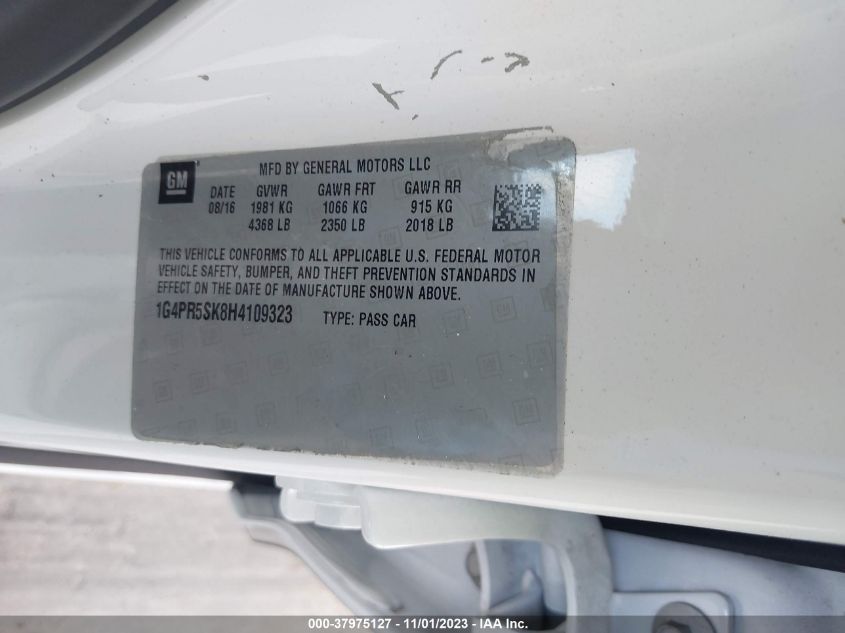 GM
MFD BY GENERAL MOTORS LLC
DATE GVWR GAWR FRT GAWR RR
08/16 1981 KG 1066 KG 915 KG
4368 LB 2350 LB 2018 LB
THIS VEHICLE CONFORMS TO ALL APPLICABLE U.S. FEDERAL MOTOR
VEHICLE SAFETY, BUMPER, AND THEFT PREVENTION STANDARDS IN
EFFECT ON THE DATE OF MANUFACTURE SHOWN ABOVE.
1G4PR5SK8H4109323 TYPE: PASS CAR
000-37975127 - 11/01/2023 - IAA Inc.